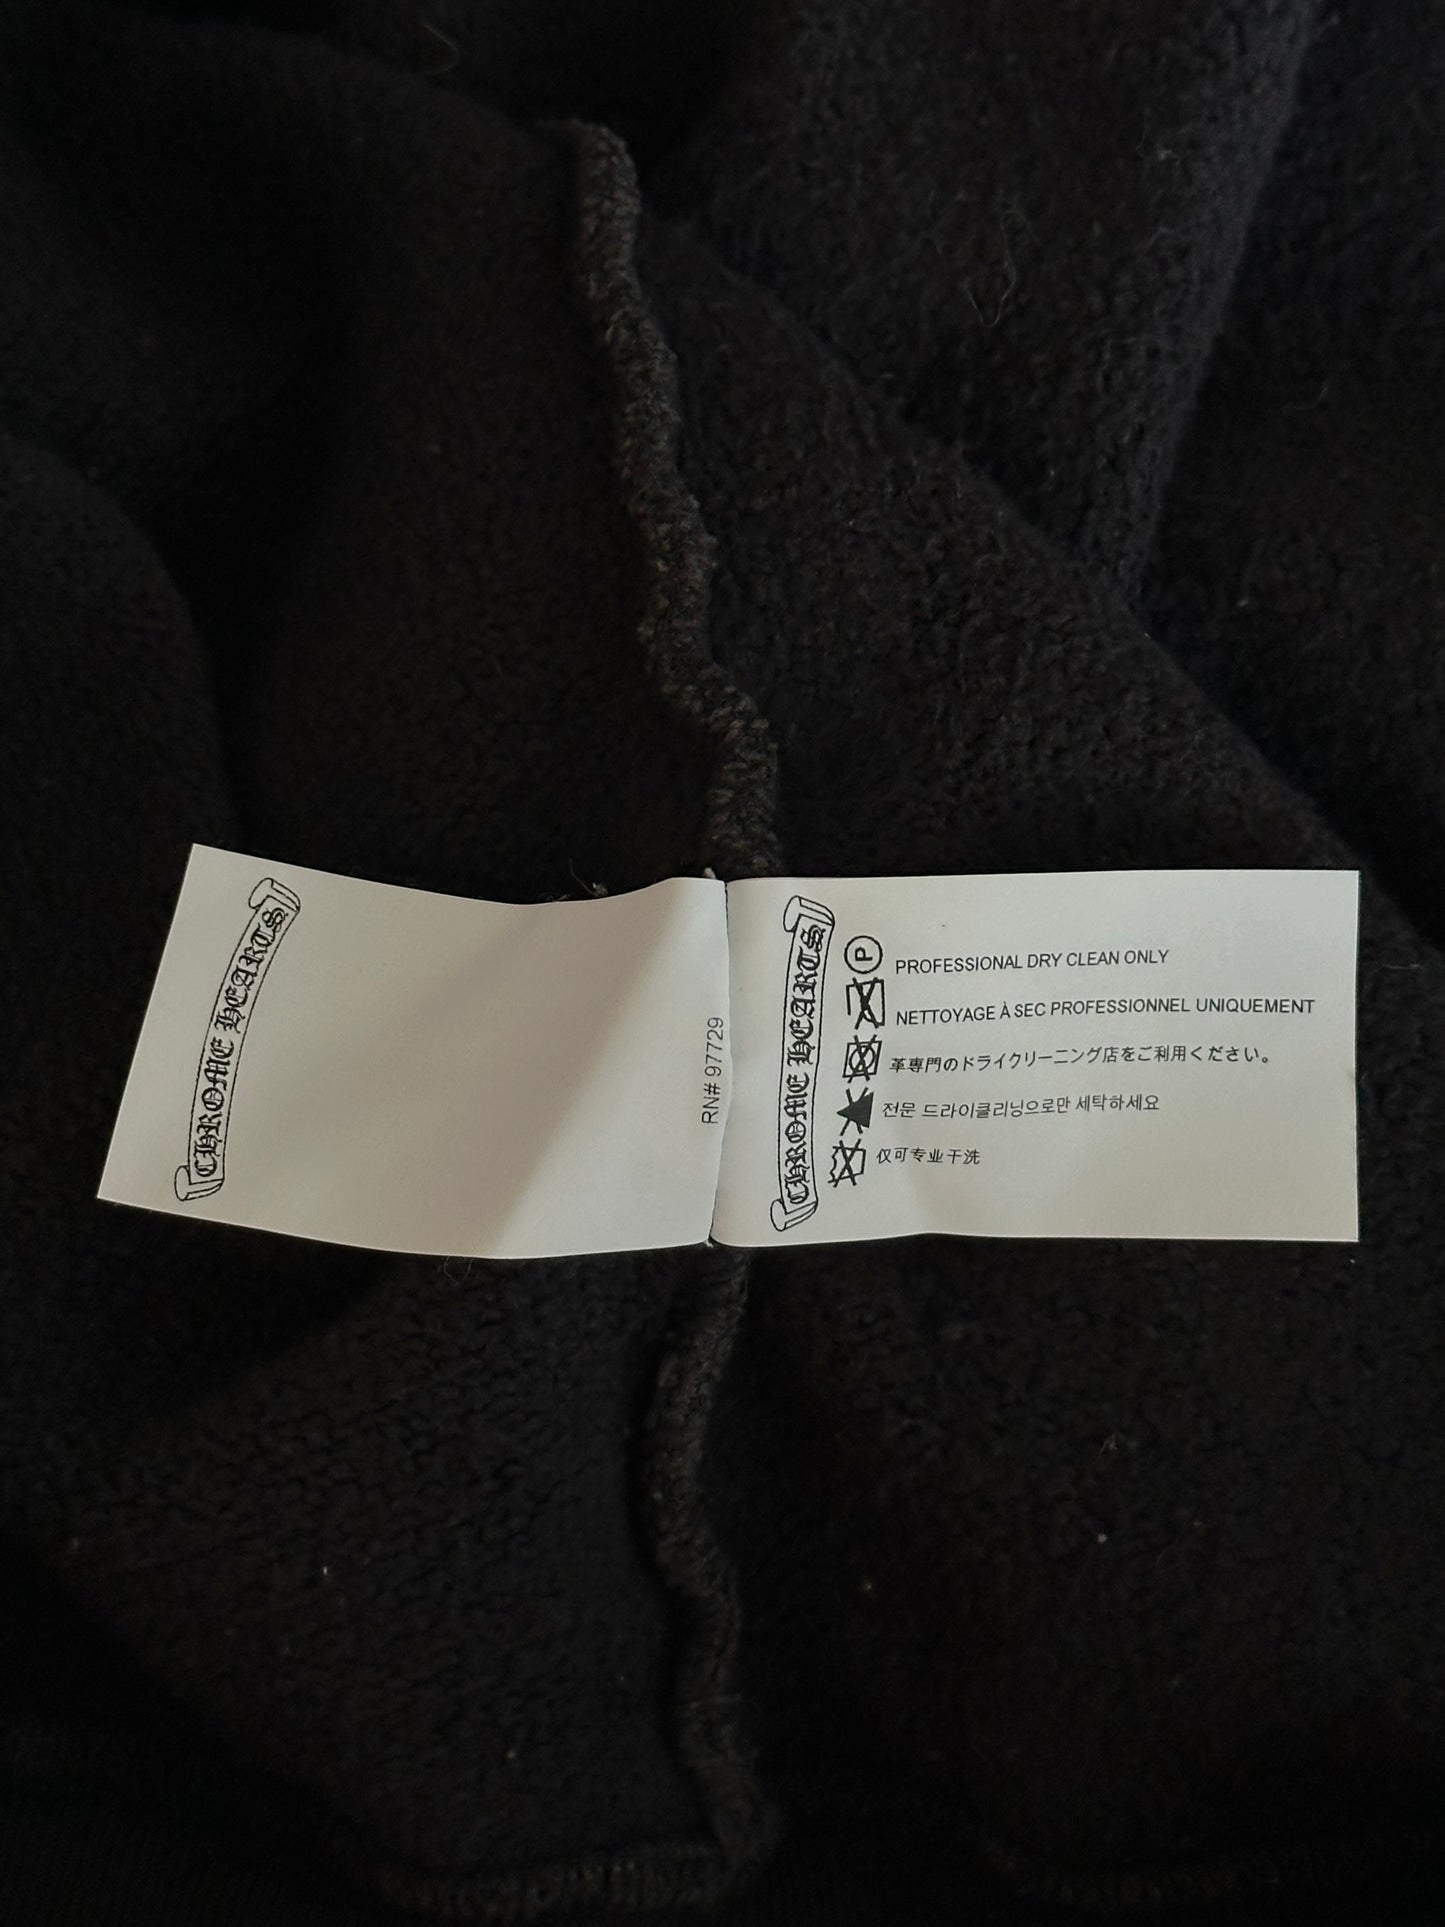 CHROME HEARTS
RN# 97729
CHROME HEARTS
P
PROFESSIONAL DRY CLEAN ONLY
NETTOYAGE À SEC PROFESSIONNEL UNIQUEMENT
革専門のドライクリーニング店をご利用ください。
전문 드라이클리닝으로만 세탁하세요
仅可专业干洗